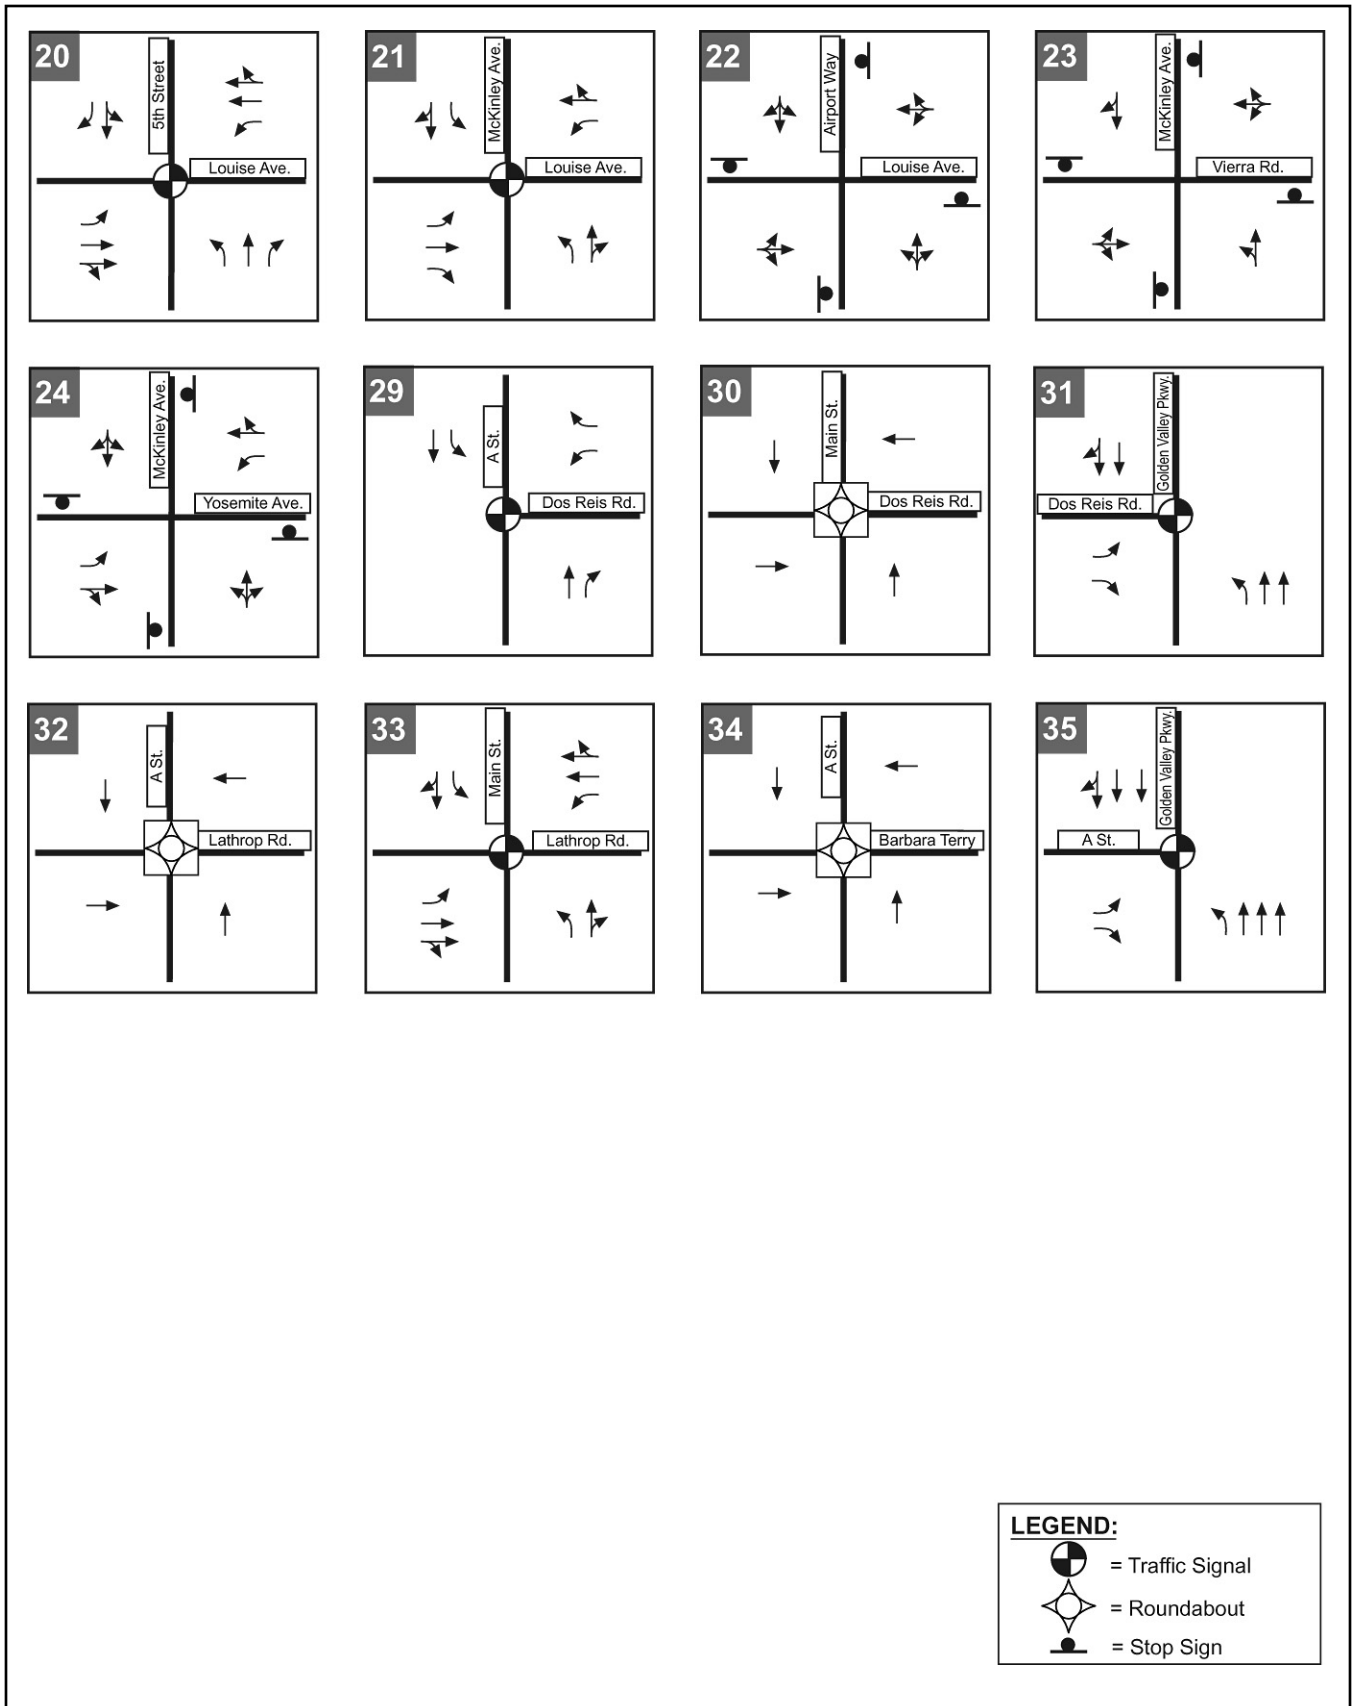 20
5th Street
Louise Ave.
21
McKinley Ave.
Louise Ave.
22
Airport Way
Louise Ave.
23
McKinley Ave.
Vierra Rd.
24
McKinley Ave.
Yosemite Ave.
29
A St.
Dos Reis Rd.
30
Main St.
Dos Reis Rd.
31
Golden Valley Pkwy.
Dos Reis Rd.
32
A St.
Lathrop Rd.
33
Main St.
Lathrop Rd.
34
A St.
Barbara Terry
35
Golden Valley Pkwy.
A St.
LEGEND:
= Traffic Signal
= Roundabout
= Stop Sign